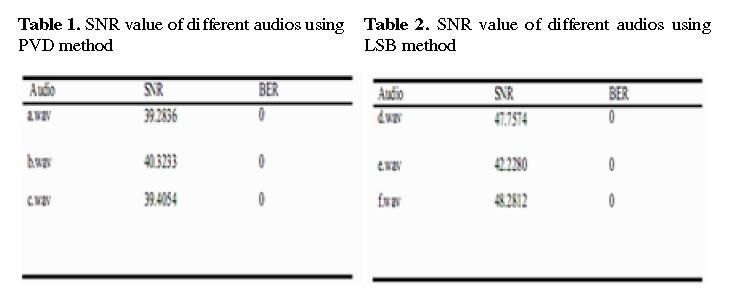 Table 1. SNR value of different audios using
PVD method
Audio SNR BER
a.wav 39.2836 0
b.wav 40.3233 0
c.wav 39.4054 0
Table 2. SNR value of different audios using
LSB method
Audio SNR BER
d.wav 47.7574 0
e.wav 42.2280 0
f.wav 48.2812 0